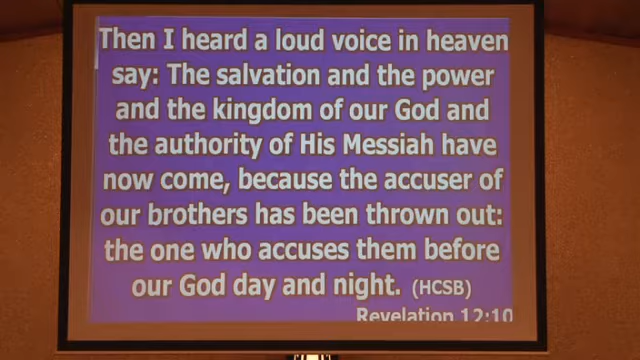 Then I heard a loud voice in heaven
say: The salvation and the power
and the kingdom of our God and
the authority of His Messiah have
now come, because the accuser of
our brothers has been thrown out:
the one who accuses them before
our God day and night. (HCSB)
Revelation 12:10